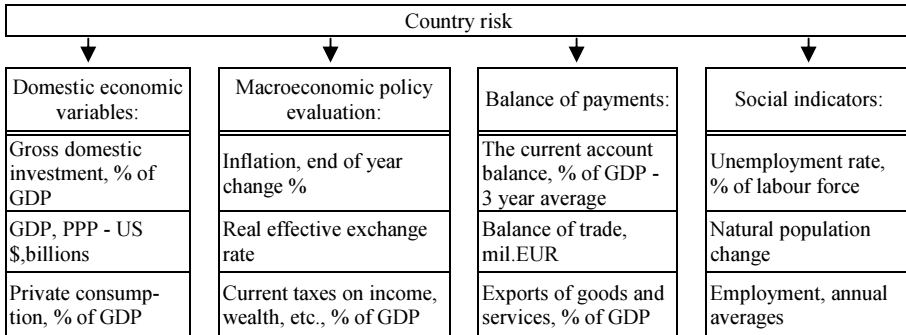 Country risk
Domestic economic
variables:
Gross domestic
investment, % of
GDP
GDP, PPP - US
$,billions
Private consump-
tion, % of GDP
Macroeconomic policy
evaluation:
Inflation, end of year
change %
Real effective exchange
rate
Current taxes on income,
wealth, etc., % of GDP
Balance of payments:
The current account
balance, % of GDP -
3 year average
Balance of trade,
mil.EUR
Exports of goods and
services, % of GDP
Social indicators:
Unemployment rate,
% of labour force
Natural population
change
Employment, annual
averages